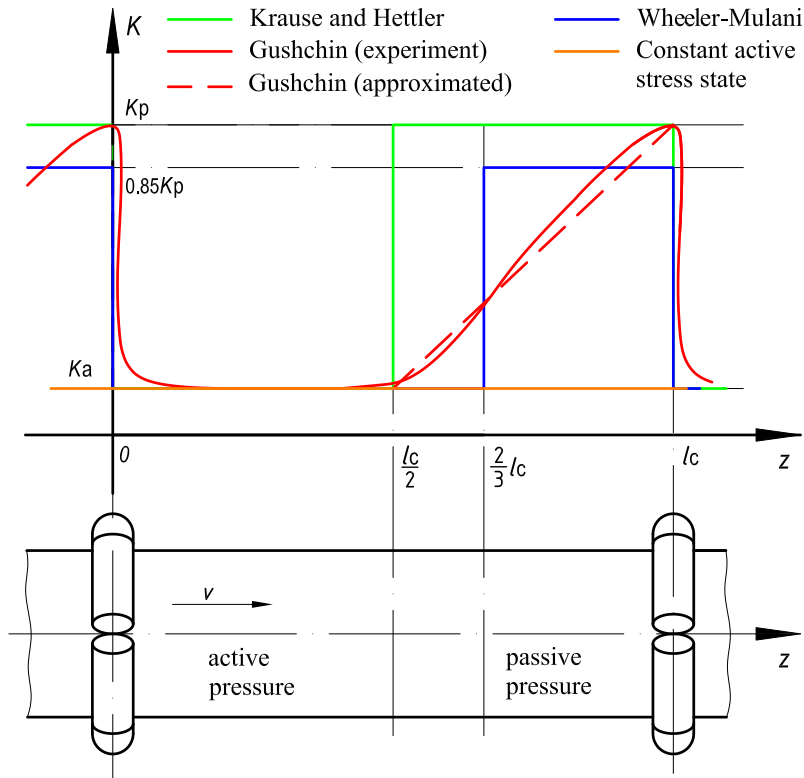 K
Krause and Hettler
Gushchin (experiment)
Gushchin (approximated)
Wheeler-Mulani
Constant active
stress state
Kp
0.85Kp
Ka
0
lc/2
2/3 lc
lc
z
v
active
pressure
passive
pressure
z